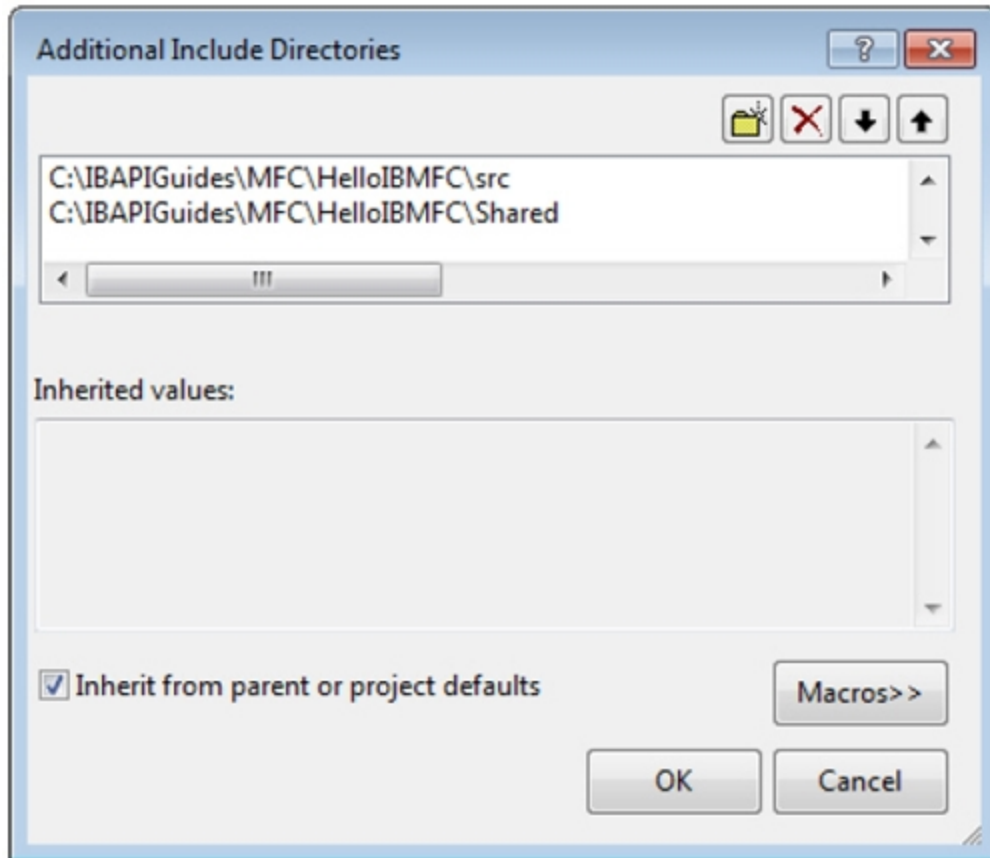 Additional Include Directories
C:\IBAPIGuides\MFC\HelloIBMFC\src
C:\IBAPIGuides\MFC\HelloIBMFC\Shared
Inherited values:
Inherit from parent or project defaults
Macros>>
OK
Cancel